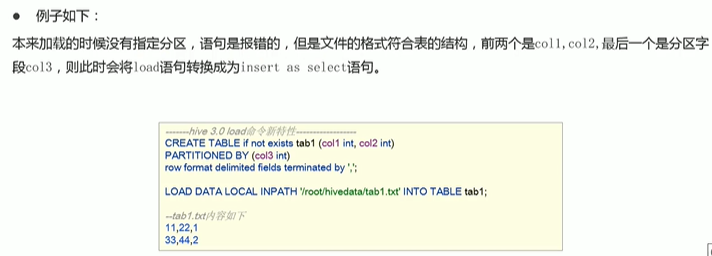 ● 例子如下：
本来加载的时候没有指定分区，语句是报错的，但是文件的格式符合表的结构，前两个是col1,col2,最后一个是分区字
段col3，则此时会将load语句转换成为insert as select语句。
-------hive 3.0 load命令新特性------------------
CREATE TABLE if not exists tab1 (col1 int, col2 int)
PARTITIONED BY (col3 int)
row format delimited fields terminated by ',';
LOAD DATA LOCAL INPATH '/root/hivedata/tab1.txt' INTO TABLE tab1;
--tab1.txt内容如下
11,22,1
33,44,2